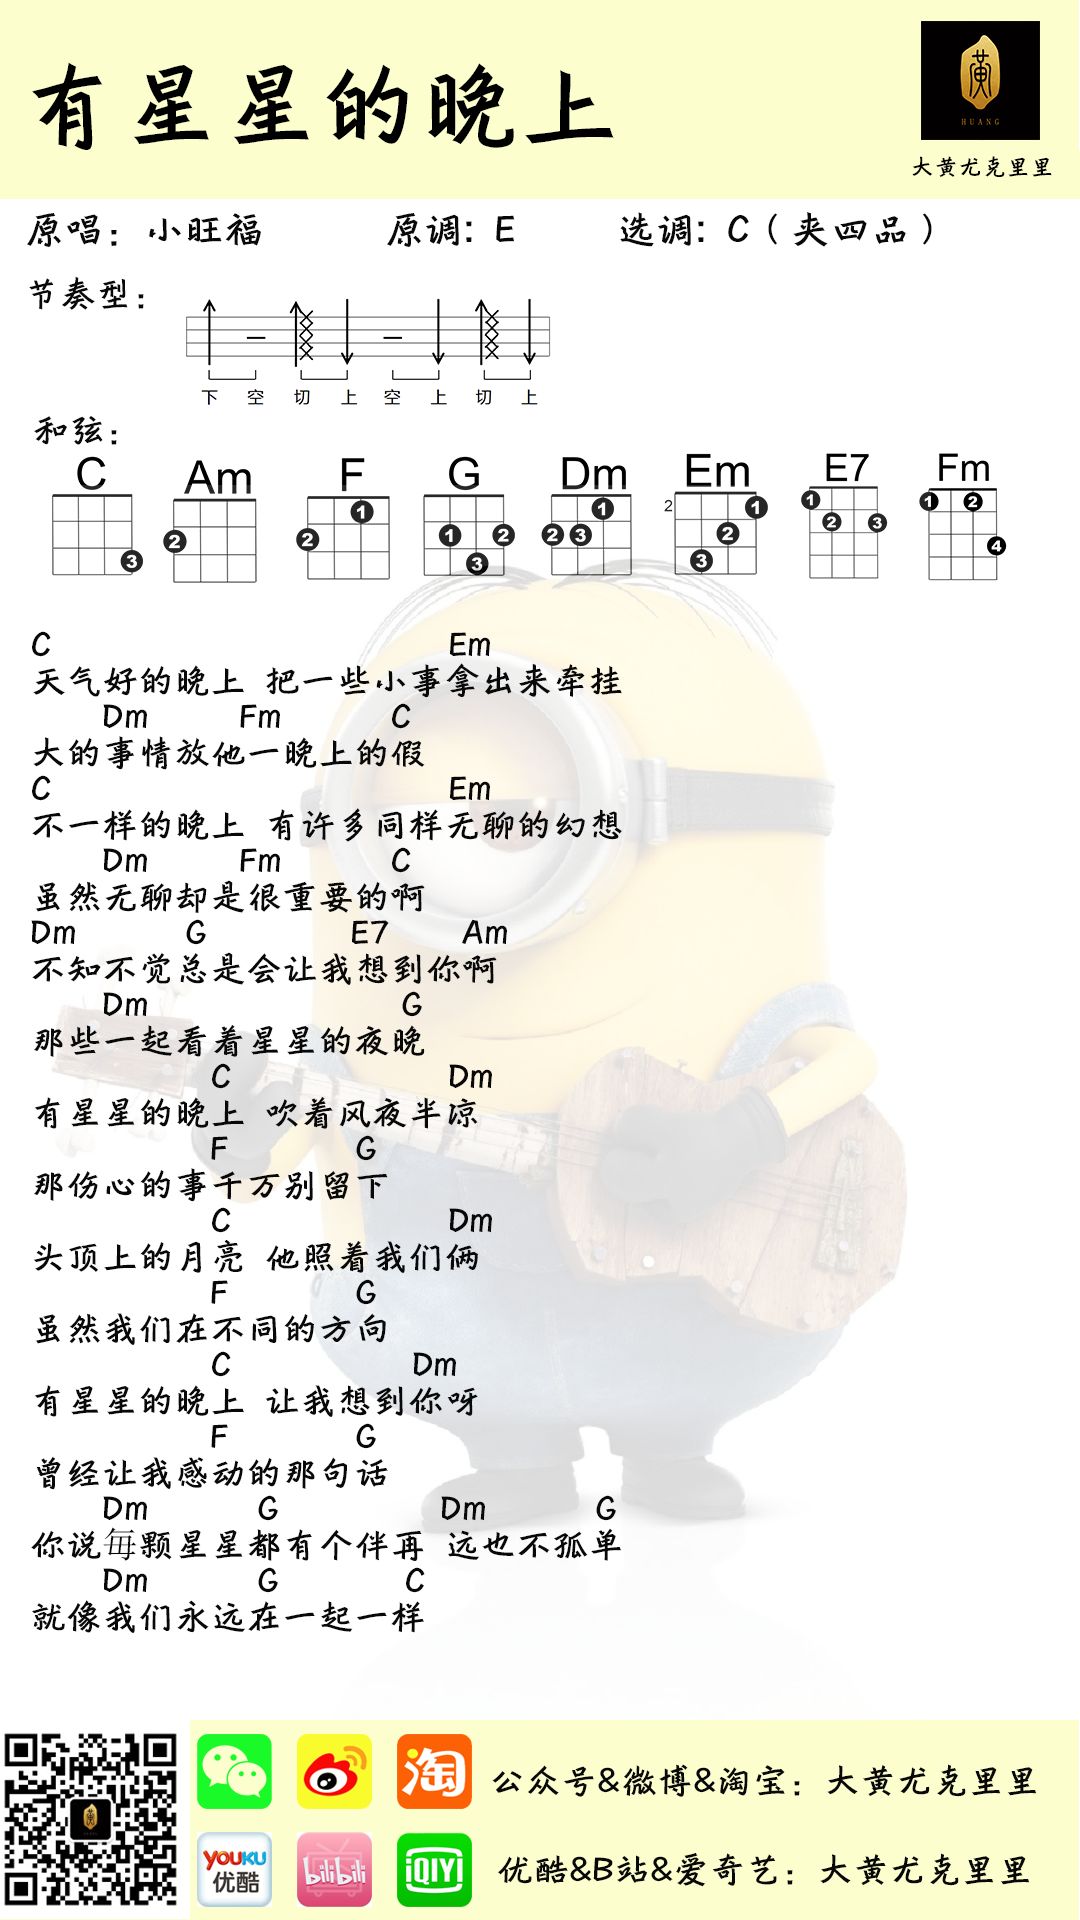 有星星的晚上
黄
HUANG
大黄尤克里里
原唱：小旺福 原调：E 选调：C（夹四品）
节奏型：
下 空 切 上 空 上 切 上
和弦：
C Am F G Dm Em E7 Fm
3 2 1 2 1 2 3 1 2 3 2 1 2 3 1 2 3 1 2 4
C Em
天气好的晚上 把一些小事拿出来牵挂
Dm Fm C
大的事情放他一晚上的假
C Em
不一样的晚上 有许多同样无聊的幻想
Dm Fm C
虽然无聊却是很重要的啊
Dm G E7 Am
不知不觉总是会让我想到你啊
Dm G
那些一起看着星星的夜晚
C Dm
有星星的晚上 吹着风夜半凉
F G
那伤心的事千万别留下
C Dm
头顶上的月亮 他照着我们俩
F G
虽然我们在不同的方向
C Dm
有星星的晚上 让我想到你呀
F G
曾经让我感动的那句话
Dm G Dm G
你说每颗星星都有个伴再 远也不孤单
Dm G C
就像我们永远在一起一样
淘 公众号&微博&淘宝：大黄尤克里里
YOUKU
优酷 bilibili iQIYI 优酷&B站&爱奇艺：大黄尤克里里